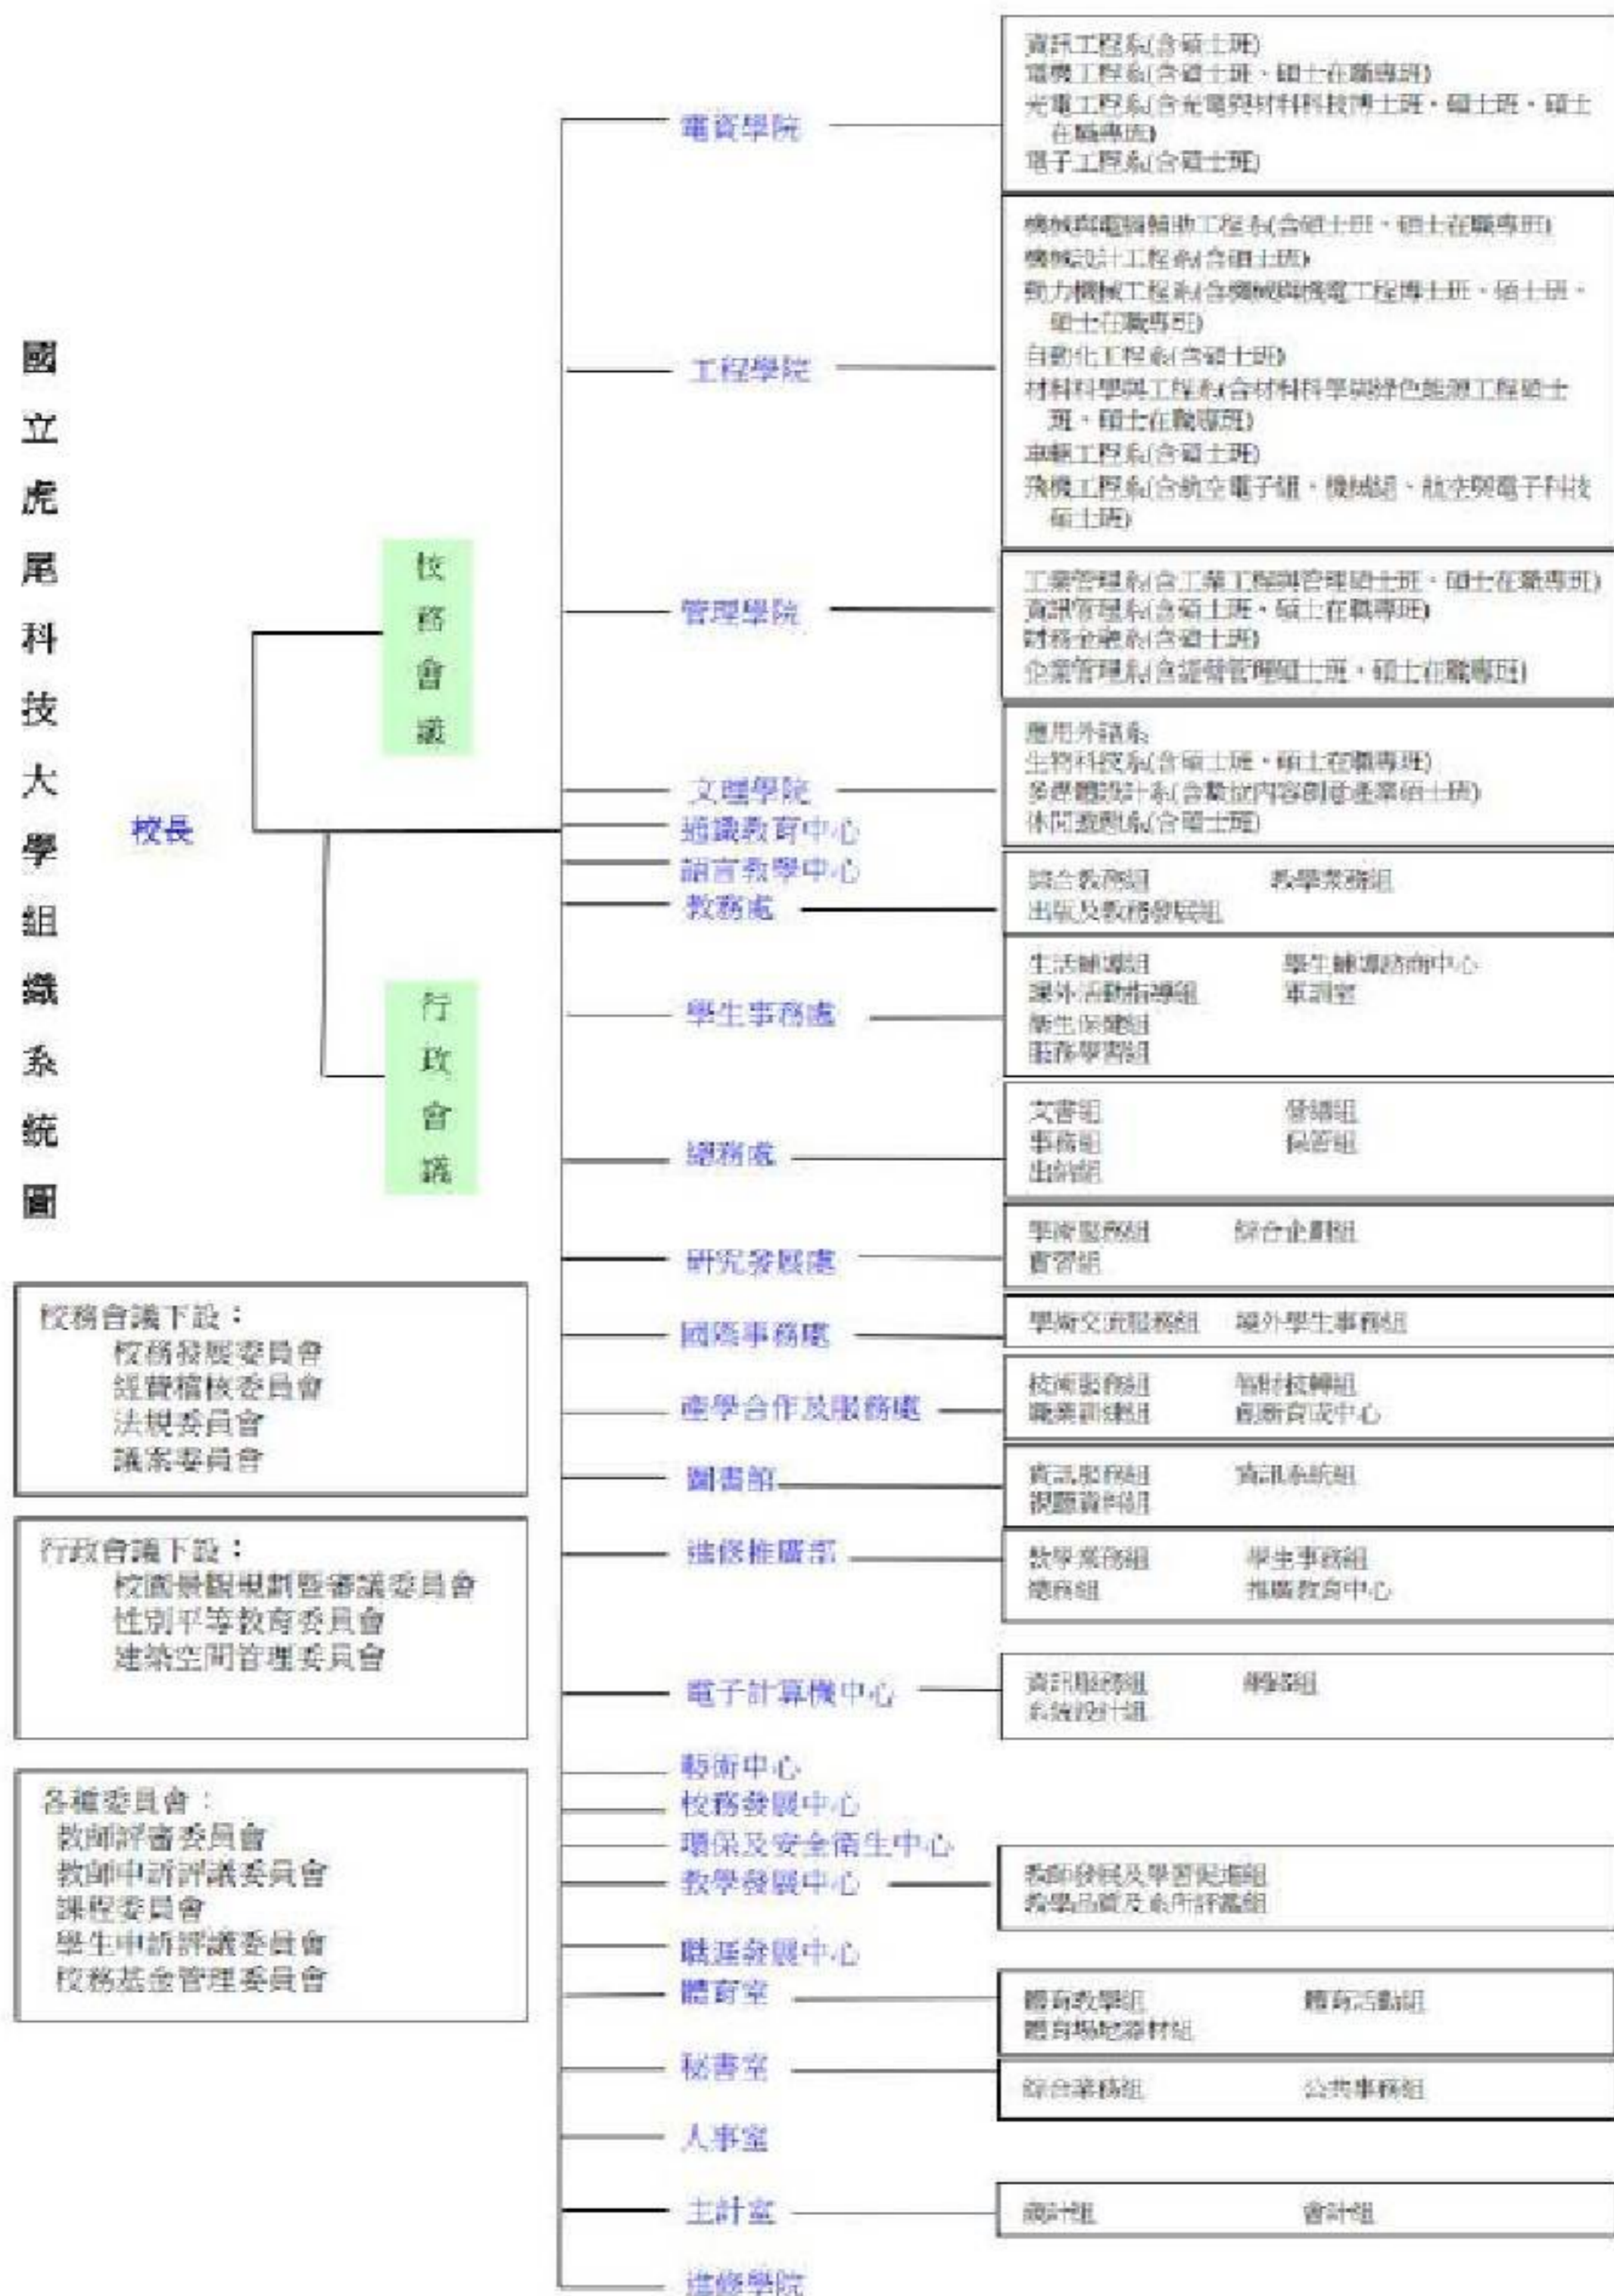 國立虎尾科技大學組織系統圖
校長
校務會議
行政會議
校務會議下設：
校務發展委員會
經費稽核委員會
法規委員會
議案委員會
行政會議下設：
校園景觀規劃暨審議委員會
性別平等教育委員會
建築空間管理委員會
各種委員會：
教師評審委員會
教師申訴評議委員會
課程委員會
學生申訴評議委員會
校務基金管理委員會
電資學院
資訊工程系(含碩士班)
電機工程系(含碩士班、碩士在職專班)
光電工程系(含光電與材料科技博士班、碩士班、碩士
在職專班)
電子工程系(含碩士班)
工程學院
機械與電腦輔助工程系(含碩士班、碩士在職專班)
機械設計工程系(含碩士班)
動力機械工程系(含機械與機電工程博士班、碩士班、
碩士在職專班)
自動化工程系(含碩士班)
材料科學與工程系(含材料科學與綠色能源工程碩士
班、碩士在職專班)
車輛工程系(含碩士班)
飛機工程系(含航空電子組、機械組、航空與電子科技
碩士班)
管理學院
工業管理系(含工業工程與管理碩士班、碩士在職專班)
資訊管理系(含碩士班、碩士在職專班)
財務金融系(含碩士班)
企業管理系(含經營管理碩士班、碩士在職專班)
文理學院
應用外語系
生物科技系(含碩士班、碩士在職專班)
多媒體設計系(含數位內容創意產業碩士班)
休閒遊憩系(含碩士班)
通識教育中心
語言教學中心
教務處
綜合教務組 教學業務組
出版及教務發展組
學生事務處
生活輔導組 學生輔導諮商中心
課外活動指導組 軍訓室
衛生保健組
服務學習組
總務處
文書組 營繕組
事務組 保管組
出納組
研究發展處
學術服務組 綜合企劃組
實習組
國際事務處
學術交流服務組 境外學生事務組
產學合作及服務處
技術服務組 智財技轉組
職業訓練組 創新育成中心
圖書館
資訊服務組 資訊系統組
視聽資料組
進修推廣部
教學業務組 學生事務組
總務組 推廣教育中心
電子計算機中心
資訊服務組 網路組
系統設計組
藝術中心
校務發展中心
環保及安全衛生中心
教學發展中心
教師發展及學習促進組
教學品質及系所評鑑組
職涯發展中心
體育室
體育教學組 體育活動組
體育場地器材組
秘書室
綜合業務組 公共事務組
人事室
主計室
歲計組 會計組
進修學院